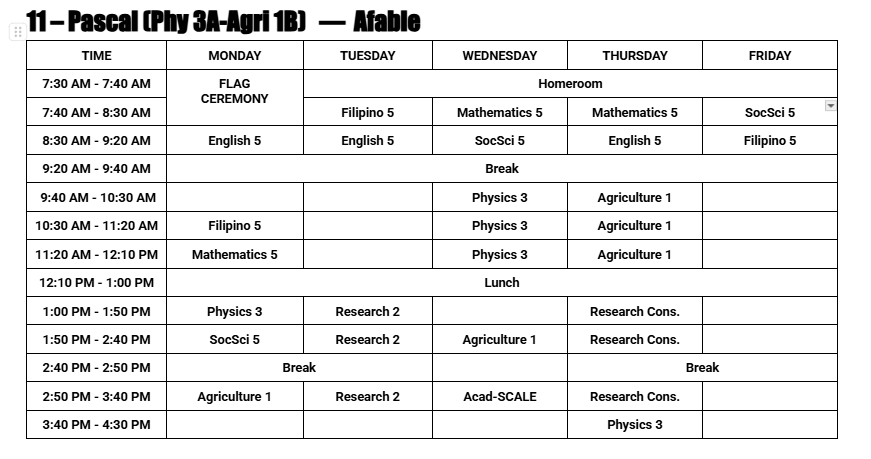 11 – Pascal (Phy 3A-Agri 1B) — Afable
TIME MONDAY TUESDAY WEDNESDAY THURSDAY FRIDAY
7:30 AM - 7:40 AM FLAG CEREMONY Homeroom
7:40 AM - 8:30 AM Filipino 5 Mathematics 5 Mathematics 5 SocSci 5
8:30 AM - 9:20 AM English 5 English 5 SocSci 5 English 5 Filipino 5
9:20 AM - 9:40 AM Break
9:40 AM - 10:30 AM Physics 3 Agriculture 1
10:30 AM - 11:20 AM Filipino 5 Physics 3 Agriculture 1
11:20 AM - 12:10 PM Mathematics 5 Physics 3 Agriculture 1
12:10 PM - 1:00 PM Lunch
1:00 PM - 1:50 PM Physics 3 Research 2 Research Cons.
1:50 PM - 2:40 PM SocSci 5 Research 2 Agriculture 1 Research Cons.
2:40 PM - 2:50 PM Break Break
2:50 PM - 3:40 PM Agriculture 1 Research 2 Acad-SCALE Research Cons.
3:40 PM - 4:30 PM Physics 3